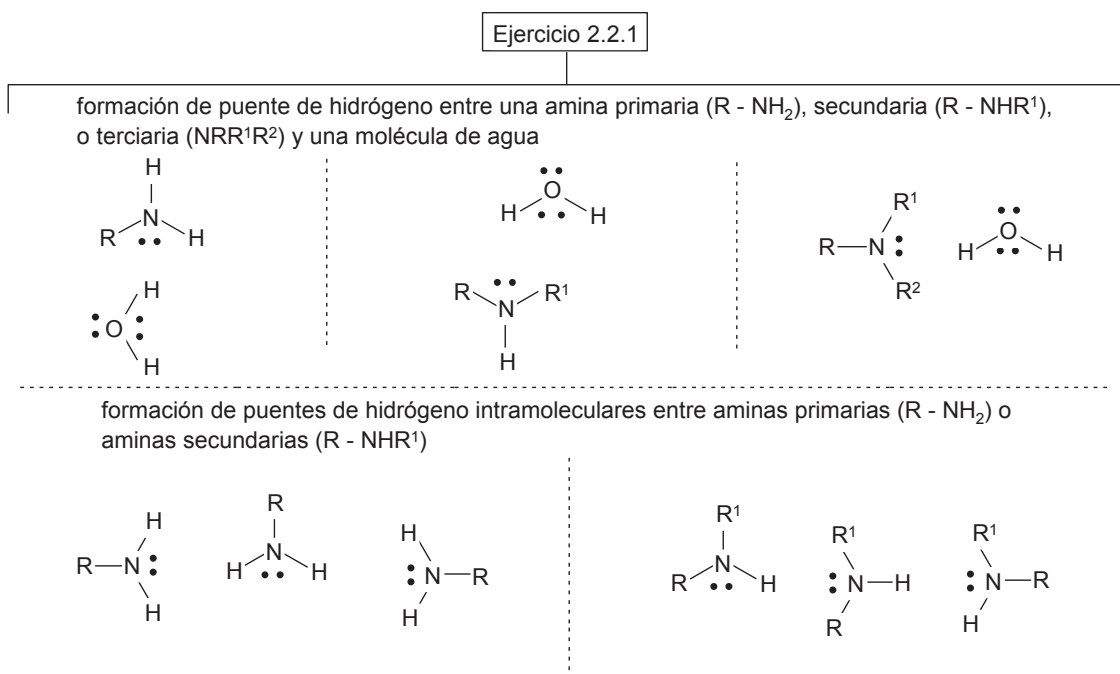 Ejercicio 2.2.1
formación de puente de hidrógeno entre una amina primaria (R - NH₂), secundaria (R - NHR¹),
o terciaria (NRR¹R²) y una molécula de agua
H
N
R
H
H
O
H
O
H
H
R
N
R¹
H
R¹
R
N
R²
O
H
H
formación de puentes de hidrógeno intramoleculares entre aminas primarias (R - NH₂) o
aminas secundarias (R - NHR¹)
H
R
N
H
R
N
H
H
H
N
R
H
R¹
N
R
H
R¹
N
H
R
R¹
N
R
H